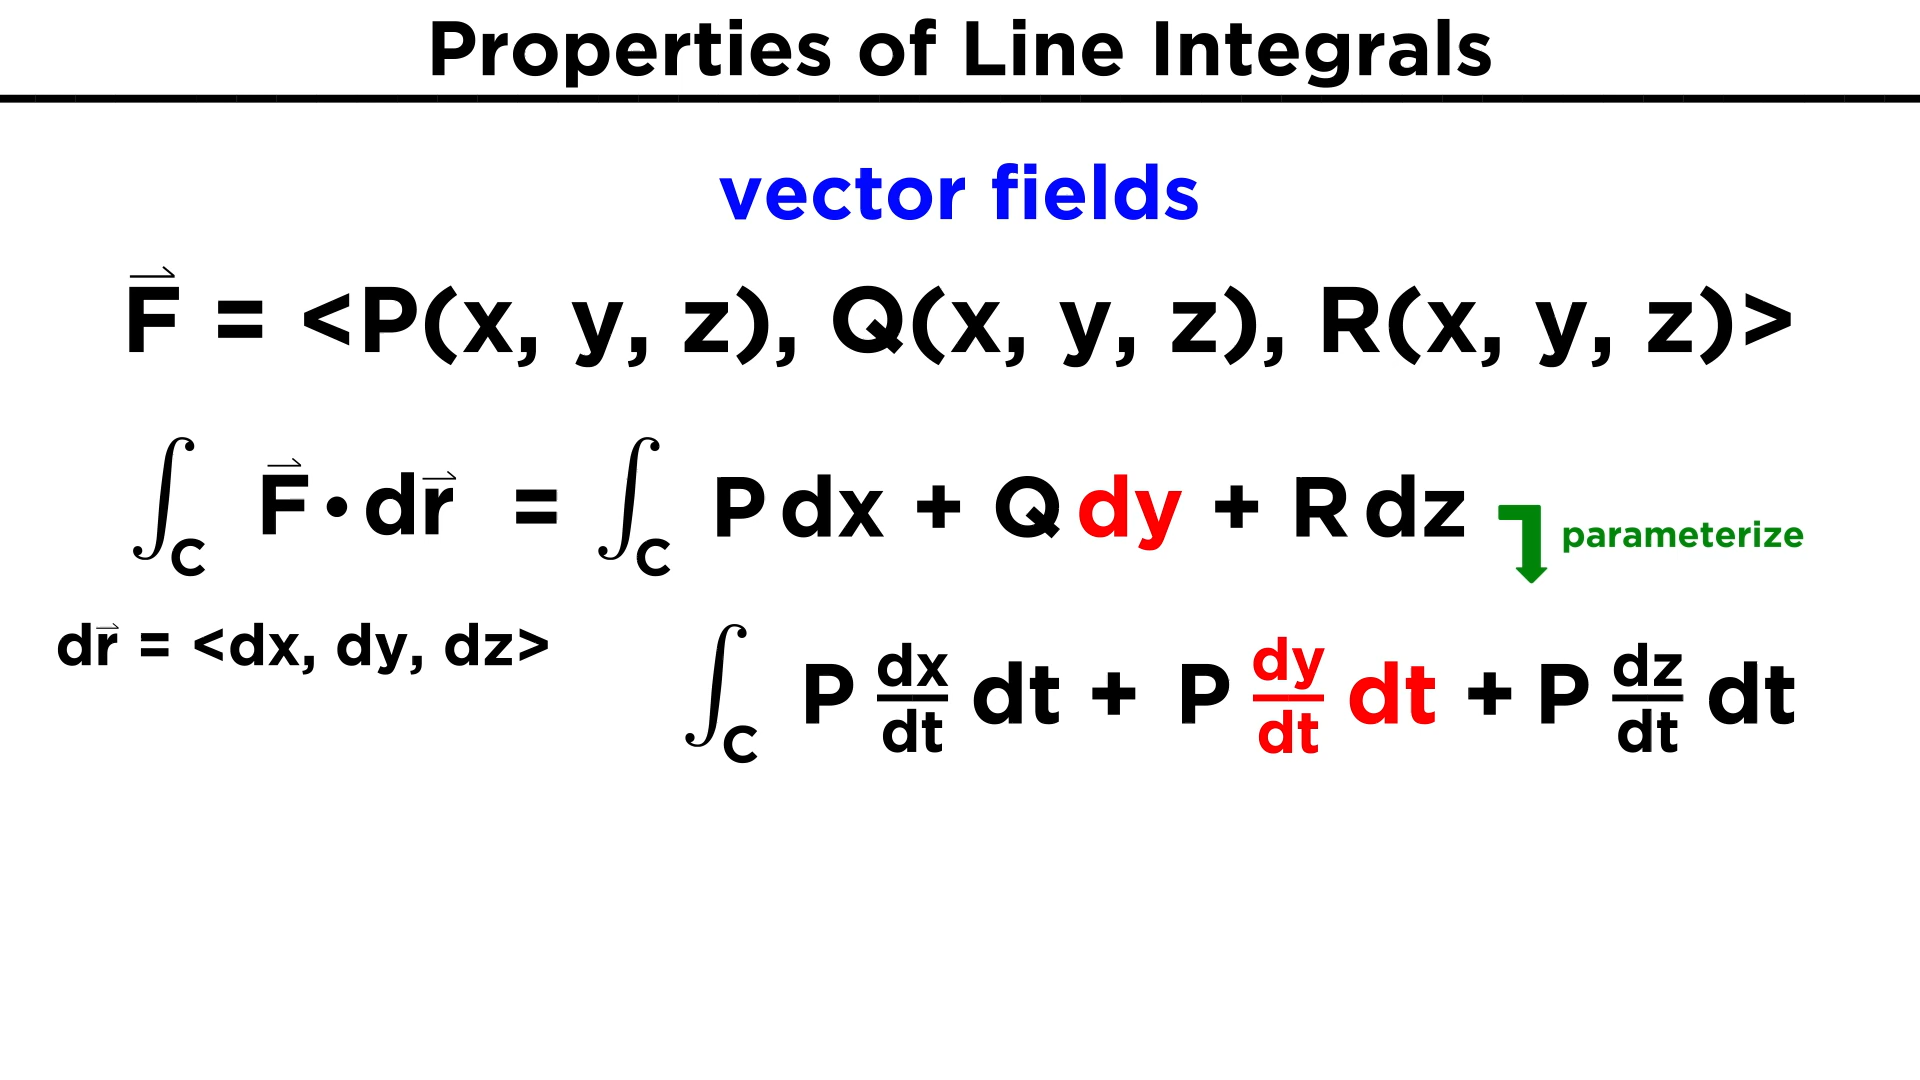 Properties of Line Integrals
vector fields
F⃗ = <P(x, y, z), Q(x, y, z), R(x, y, z)>
∫C F⃗ · dr⃗ = ∫C P dx + Q dy + R dz
parameterize
dr⃗ = <dx, dy, dz>
∫C P dx/dt dt + P dy/dt dt + P dz/dt dt